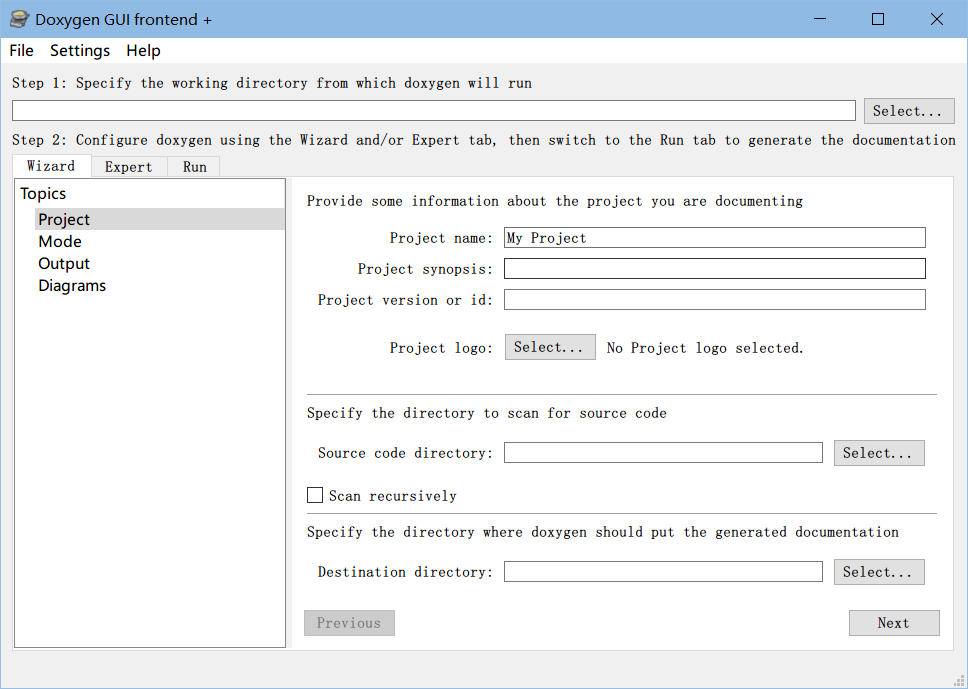 Doxygen GUI frontend +
File Settings Help
Step 1: Specify the working directory from which doxygen will run
Select...
Step 2: Configure doxygen using the Wizard and/or Expert tab, then switch to the Run tab to generate the documentation
Wizard Expert Run
Topics
Project
Mode
Output
Diagrams
Provide some information about the project you are documenting
Project name: My Project
Project synopsis:
Project version or id:
Project logo: Select... No Project logo selected.
Specify the directory to scan for source code
Source code directory: Select...
Scan recursively
Specify the directory where doxygen should put the generated documentation
Destination directory: Select...
Previous Next